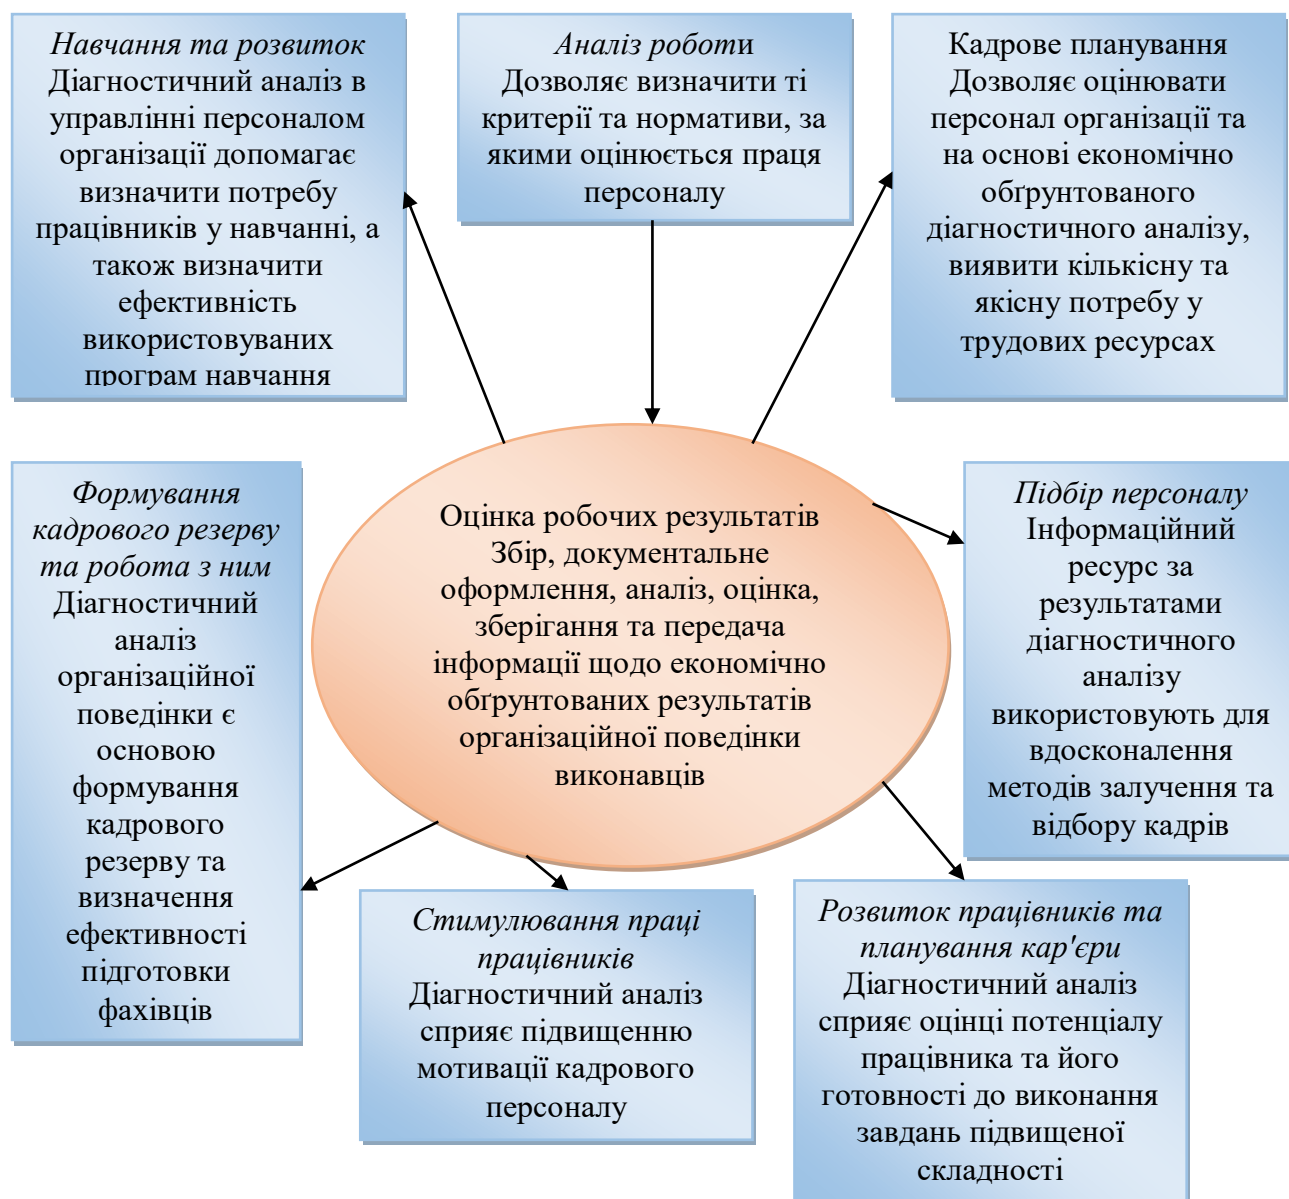 Навчання та розвиток
Діагностичний аналіз в
управлінні персоналом
організації допомагає
визначити потребу
працівників у навчанні, а
також визначити
ефективність
використовуваних
програм навчання
Аналіз роботи
Дозволяє визначити ті
критерії та нормативи, за
якими оцінюється праця
персоналу
Кадрове планування
Дозволяє оцінювати
персонал організації та
на основі економічно
обґрунтованого
діагностичного аналізу,
виявити кількісну та
якісну потребу у
трудових ресурсах
Формування
кадрового резерву
та робота з ним
Діагностичний
аналіз
організаційної
поведінки є
основою
формування
кадрового
резерву та
визначення
ефективності
підготовки
фахівців
Оцінка робочих результатів
Збір, документальне
оформлення, аналіз, оцінка,
зберігання та передача
інформації щодо економічно
обґрунтованих результатів
організаційної поведінки
виконавців
Підбір персоналу
Інформаційний
ресурс за
результатами
діагностичного
аналізу
використовують для
вдосконалення
методів залучення та
відбору кадрів
Стимулювання праці
працівників
Діагностичний аналіз
сприяє підвищенню
мотивації кадрового
персоналу
Розвиток працівників та
планування кар'єри
Діагностичний аналіз
сприяє оцінці потенціалу
працівника та його
готовності до виконання
завдань підвищеної
складності